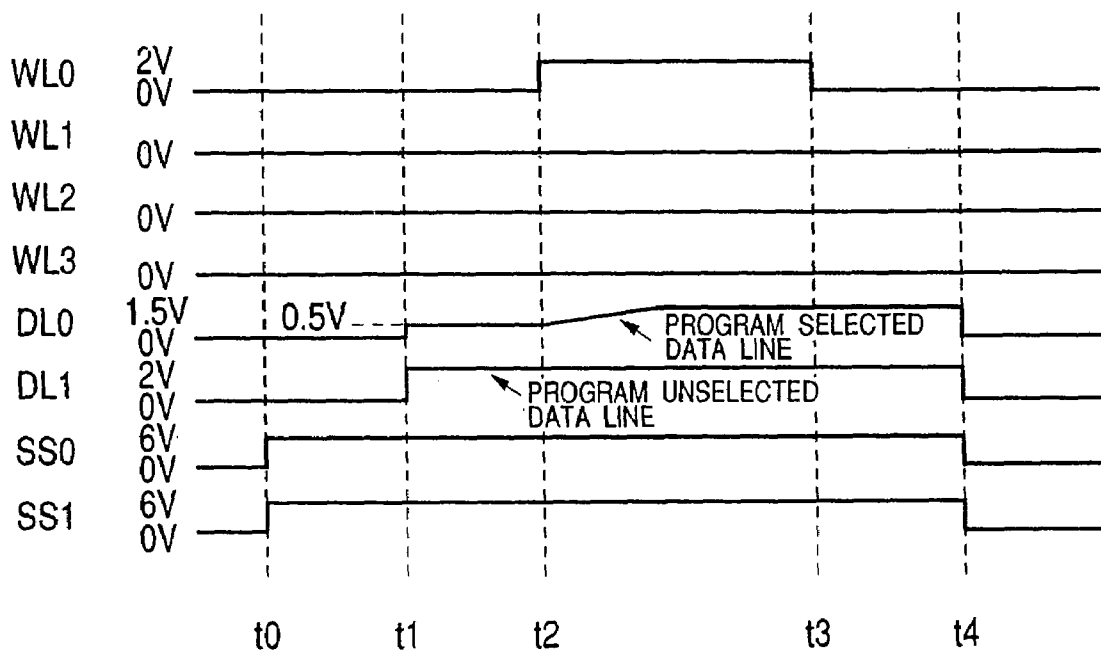 WL0 2V
0V
WL1 0V
WL2 0V
WL3 0V
DL0 1.5V 0.5V
0V
PROGRAM SELECTED
DATA LINE
DL1 2V
0V
PROGRAM UNSELECTED
DATA LINE
SS0 6V
0V
SS1 6V
0V
t0 t1 t2 t3 t4